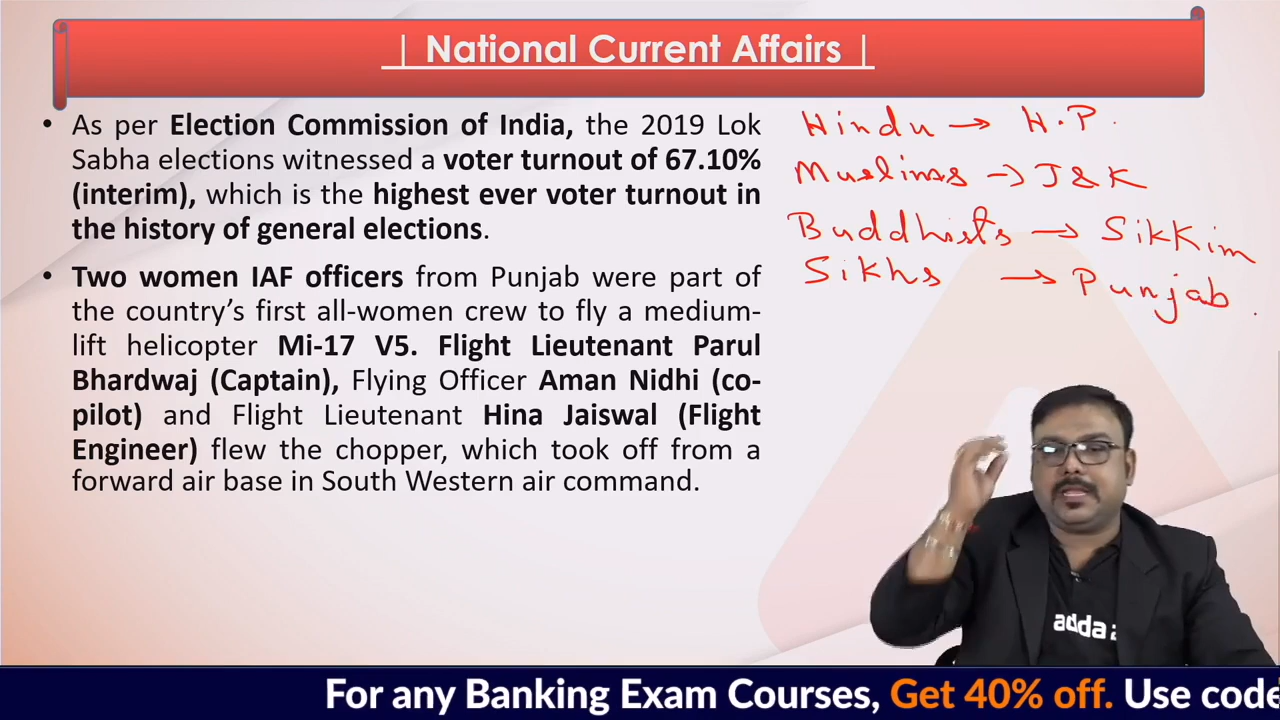 | National Current Affairs |
• As per Election Commission of India, the 2019 Lok
Sabha elections witnessed a voter turnout of 67.10%
(interim), which is the highest ever voter turnout in
the history of general elections.
• Two women IAF officers from Punjab were part of
the country’s first all-women crew to fly a medium-
lift helicopter Mi-17 V5. Flight Lieutenant Parul
Bhardwaj (Captain), Flying Officer Aman Nidhi (co-
pilot) and Flight Lieutenant Hina Jaiswal (Flight
Engineer) flew the chopper, which took off from a
forward air base in South Western air command.
Hindu → H.P.
Muslims → J&K
Buddhists → Sikkim
Sikhs → Punjab.
adda
For any Banking Exam Courses, Get 40% off. Use code